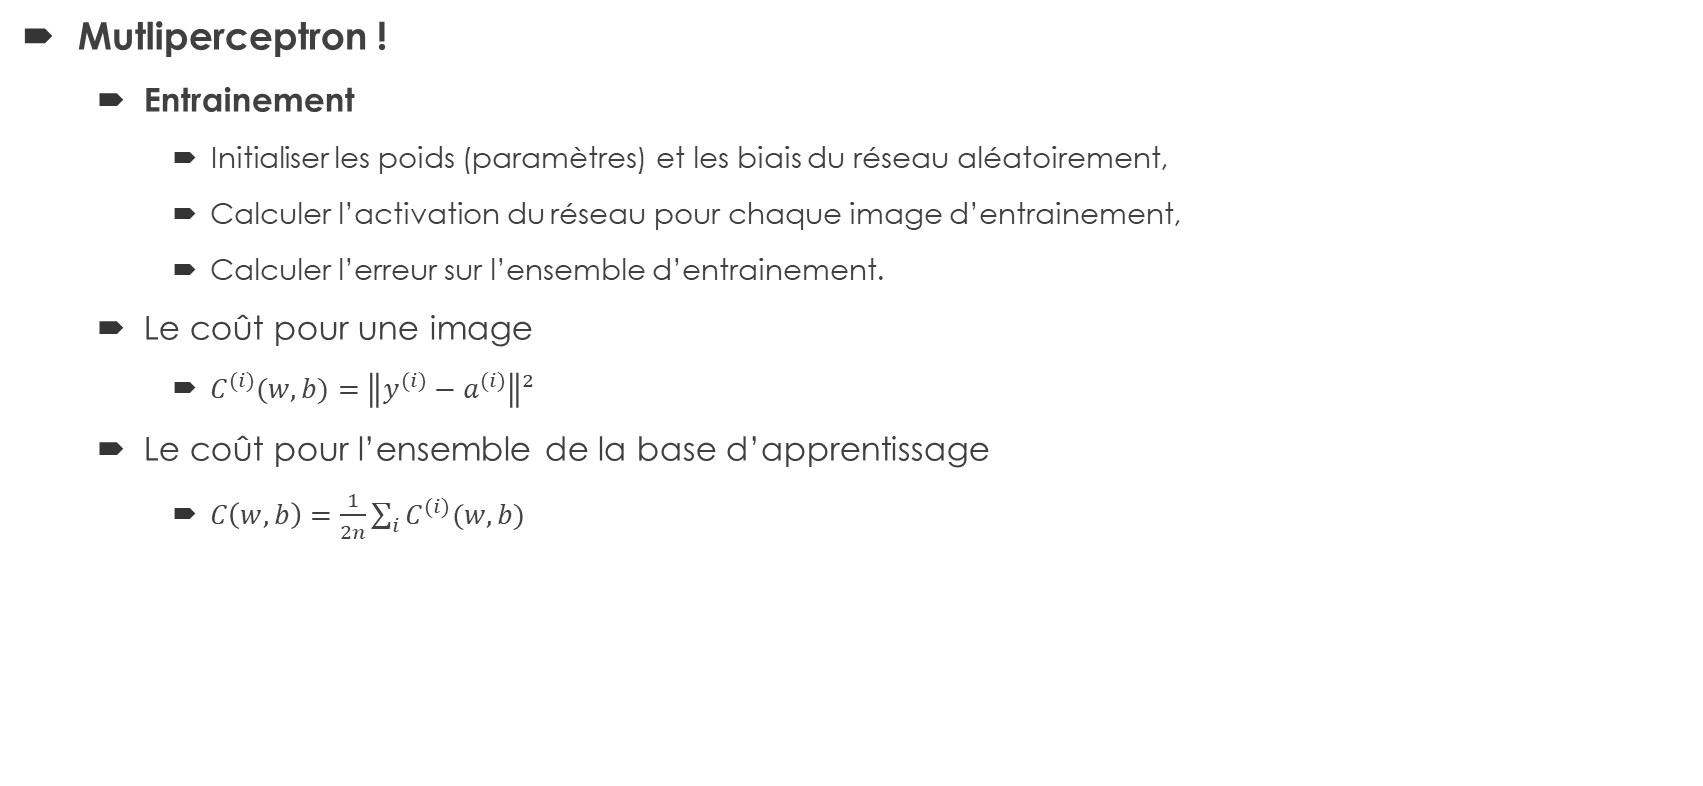 Mutliperceptron !
Entrainement
Initialiser les poids (paramètres) et les biais du réseau aléatoirement,
Calculer l’activation du réseau pour chaque image d’entrainement,
Calculer l’erreur sur l’ensemble d’entrainement.
Le coût pour une image
C^{(i)}(w, b) = ‖y^{(i)} − a^{(i)}‖^2
Le coût pour l’ensemble de la base d’apprentissage
C(w, b) = \frac{1}{2n} ∑_i C^{(i)}(w, b)